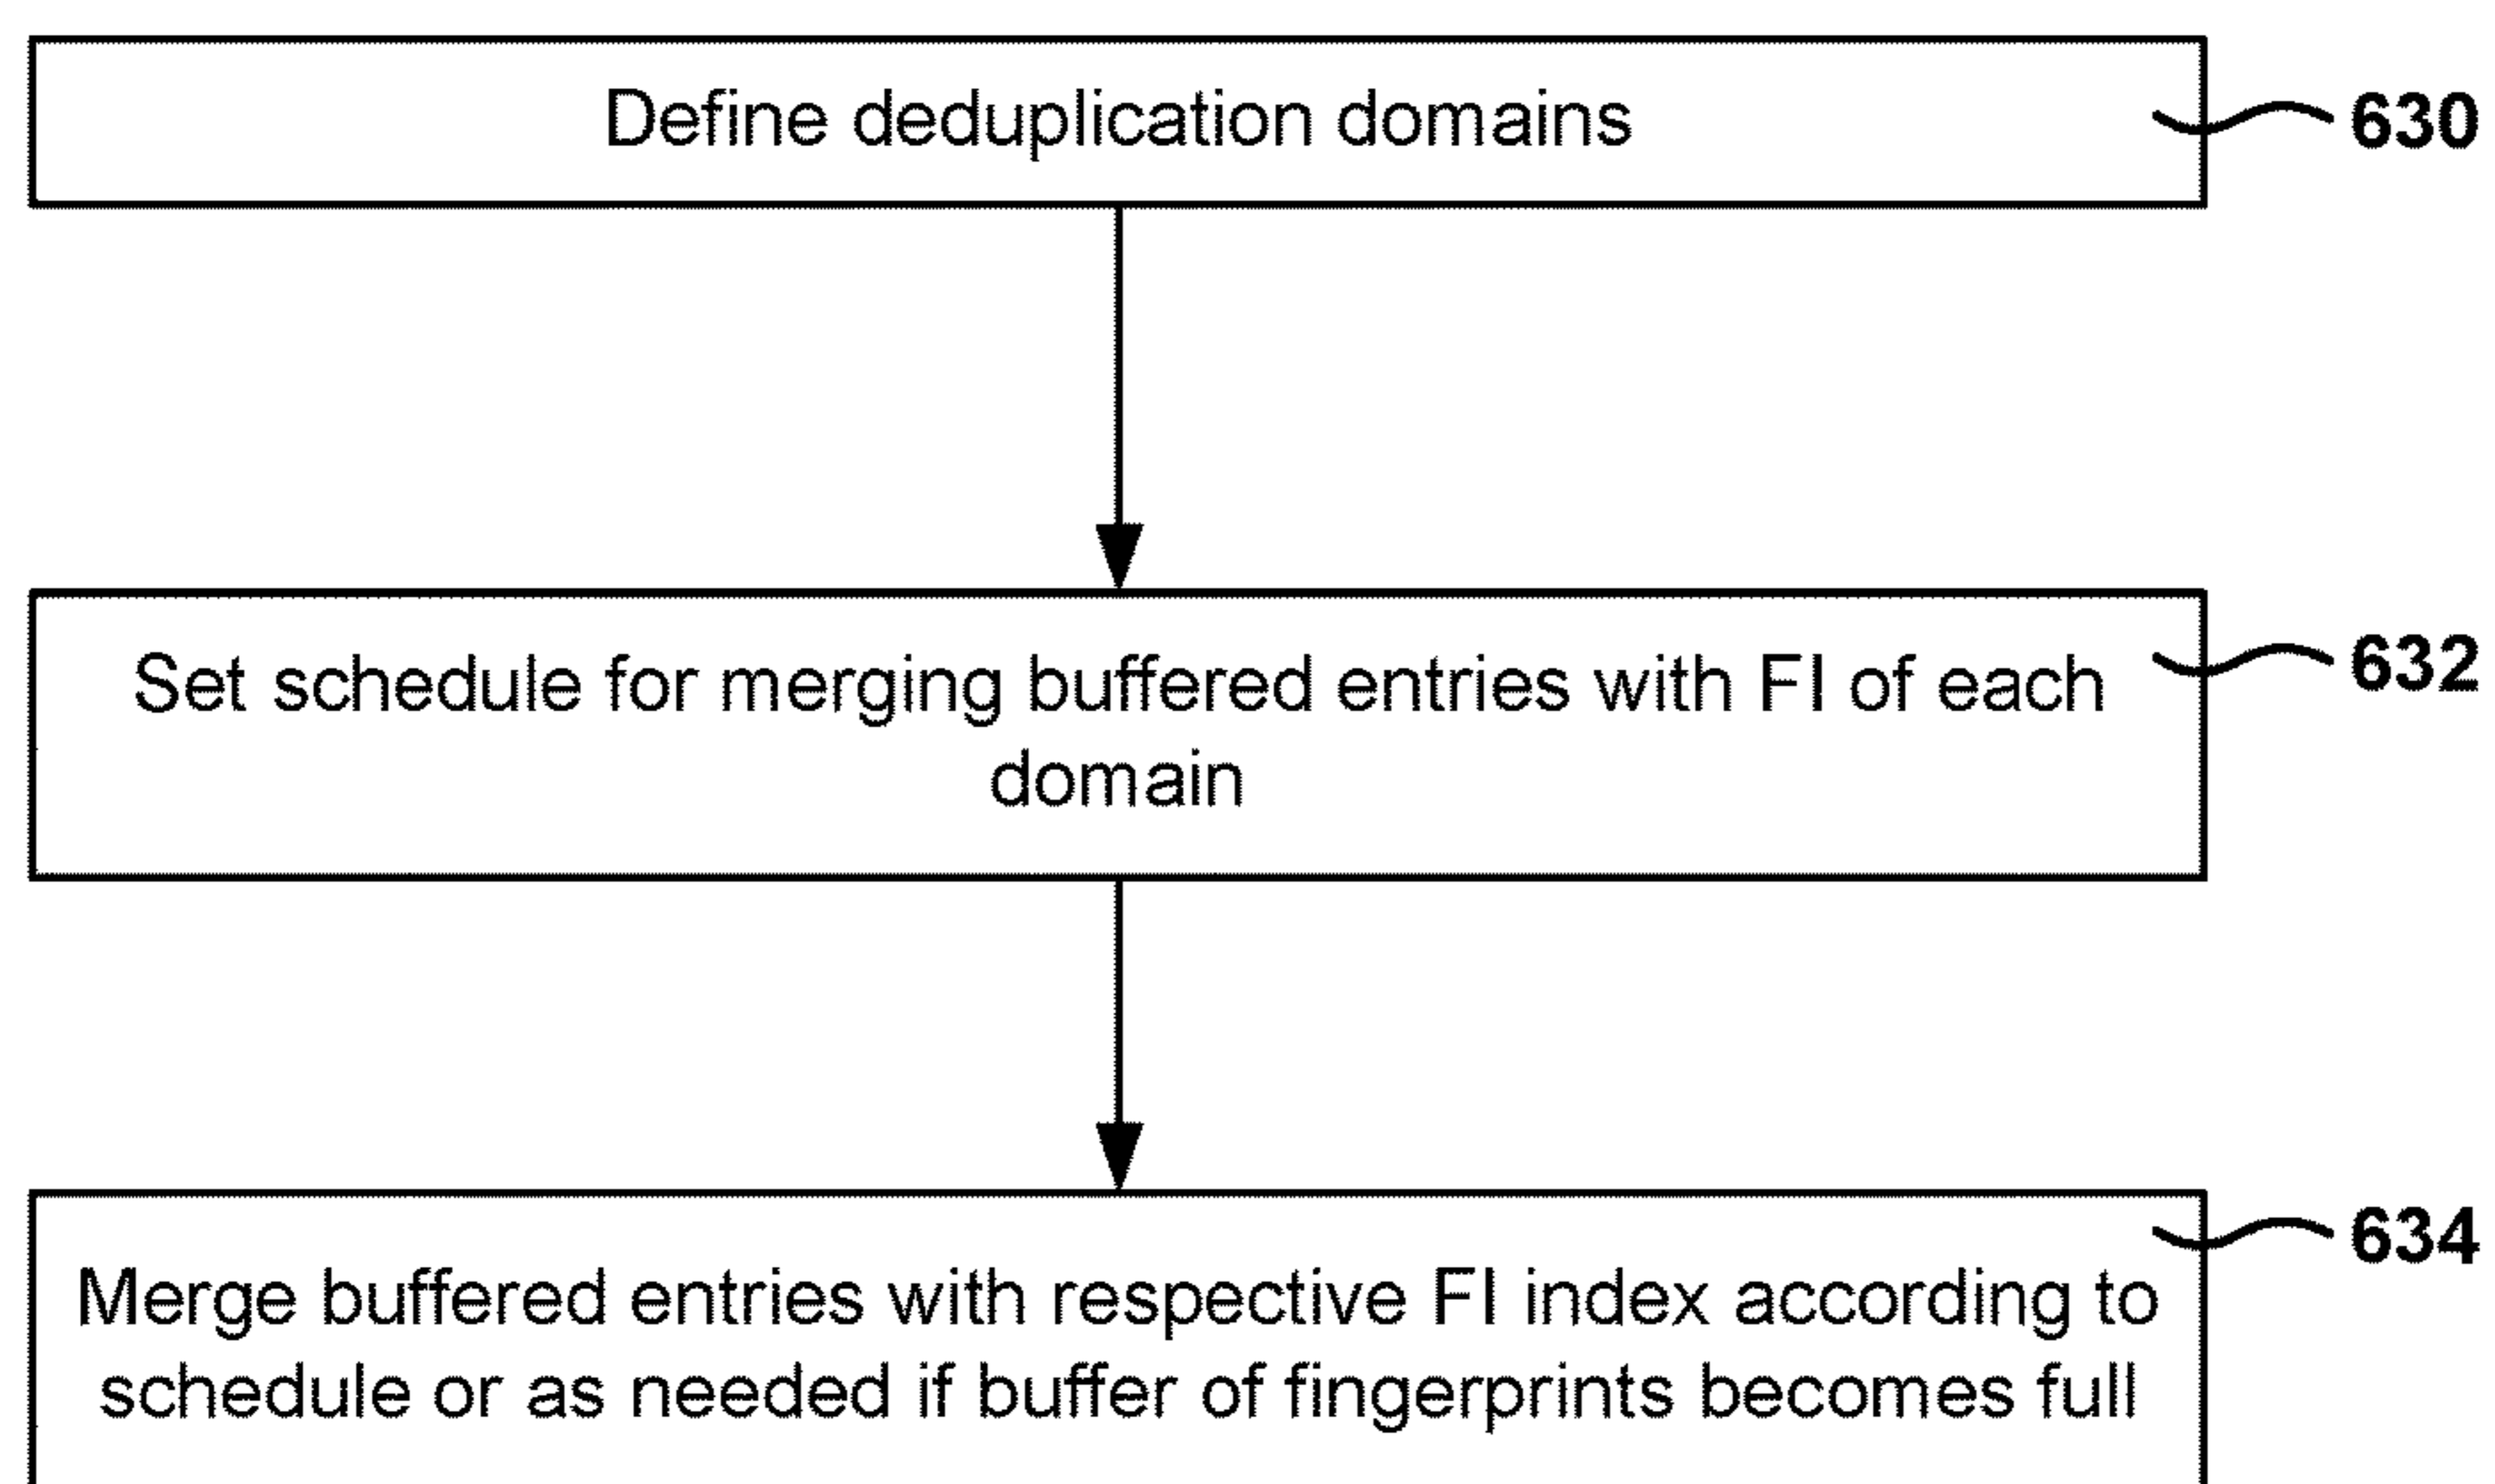 Define deduplication domains
630
Set schedule for merging buffered entries with FI of each
domain
632
Merge buffered entries with respective FI index according to
schedule or as needed if buffer of fingerprints becomes full
634